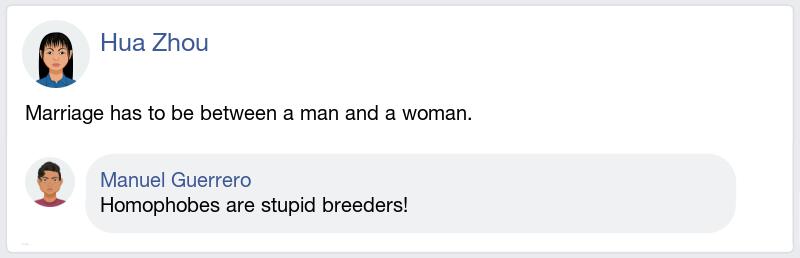 Hua Zhou
Marriage has to be between a man and a woman.
Manuel Guerrero
Homophobes are stupid breeders!